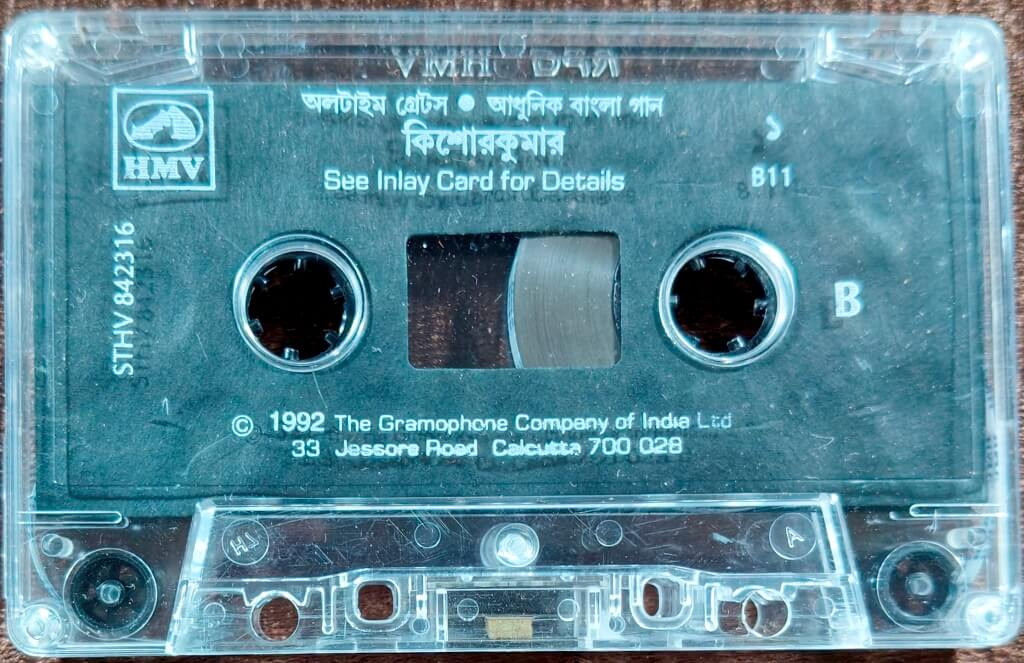 HMV
অলটাইম গ্রেটস ● আধুনিক বাংলা গান
কিশোরকুমার
See Inlay Card for Details
১
B11
STHV 842316
B
© 1992 The Gramophone Company of India Ltd
33 Jessore Road Calcutta 700 028
A